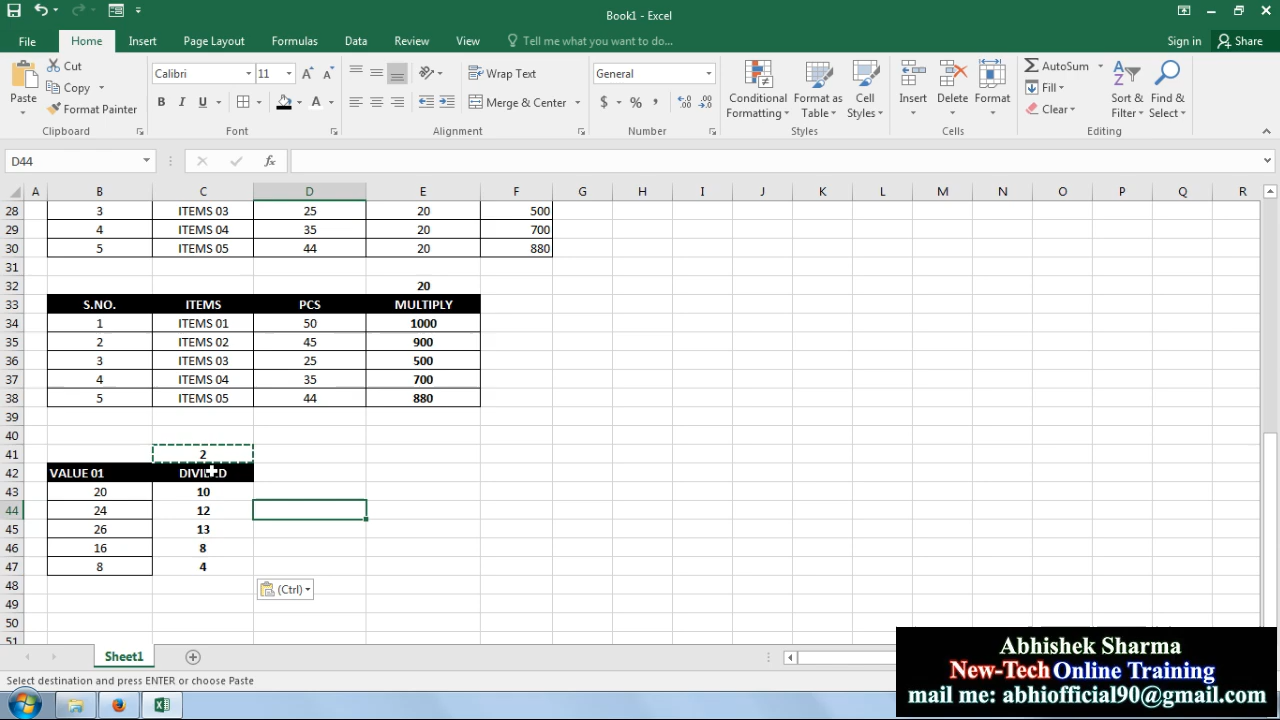 Book1 - Excel
File Home Insert Page Layout Formulas Data Review View Tell me what you want to do... Sign in Share
Paste Cut Copy Format Painter
Calibri 11 A A B I U A
Wrap Text Merge & Center
General $ % ,
Conditional Formatting Format as Table Cell Styles
Insert Delete Format
AutoSum Fill Clear Sort & Filter Find & Select
Clipboard Font Alignment Number Styles Cells Editing
D44 fx
A B C D E F G H I J K L M N O P Q R
28 3 ITEMS 03 25 20 500
29 4 ITEMS 04 35 20 700
30 5 ITEMS 05 44 20 880
31
32 20
33 S.NO. ITEMS PCS MULTIPLY
34 1 ITEMS 01 50 1000
35 2 ITEMS 02 45 900
36 3 ITEMS 03 25 500
37 4 ITEMS 04 35 700
38 5 ITEMS 05 44 880
39
40
41 2
42 VALUE 01
43 20 10
44 24 12
45 26 13
46 16 8
47 8 4
48 (Ctrl)
49
50
51
Sheet1
Select destination and press ENTER or choose Paste
Abhishek Sharma
New-Tech Online Training
mail me: abhiofficial90@gmail.com